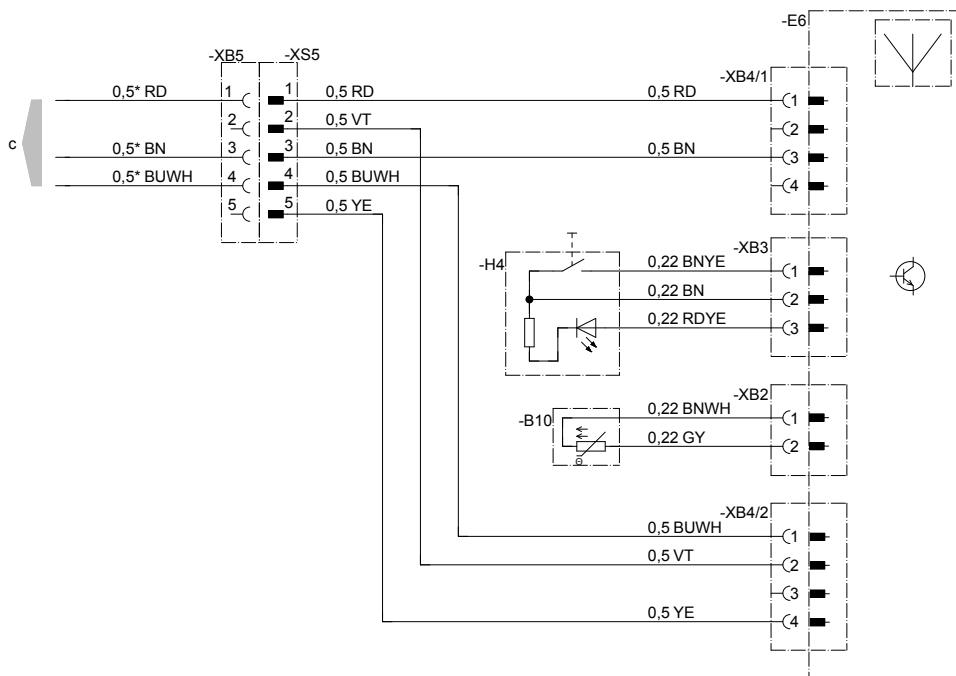 -E6
-XB5 -XS5
-XB4/1
0,5* RD 1 1 0,5 RD 0,5 RD 1
2 2 0,5 VT 2
c
0,5* BN 3 3 0,5 BN 0,5 BN 3
0,5* BUWH 4 4 0,5 BUWH 4
5 5 0,5 YE
-XB3
-H4
0,22 BNYE 1
0,22 BN 2
0,22 RDYE 3
-XB2
-B10
0,22 BNWH 1
0,22 GY 2
Θ
-XB4/2
0,5 BUWH 1
0,5 VT 2
3
0,5 YE 4